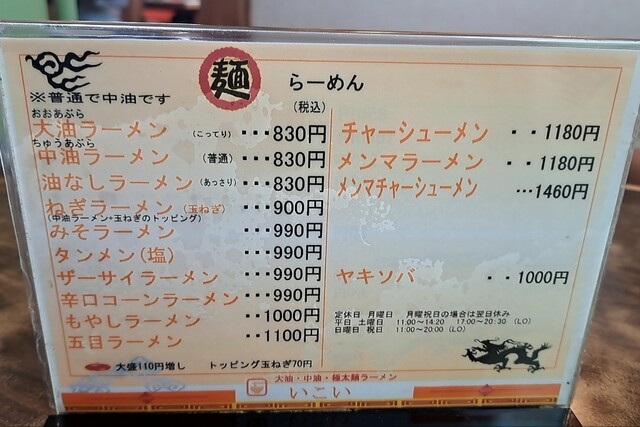 麺 らーめん
(税込)
※普通で中油です
おおあぶら
大油ラーメン (こってり) ・・・830円
ちゅうあぶら
中油ラーメン (普通) ・・・830円
油なしラーメン (あっさり) ・・・830円
ねぎラーメン (玉ねぎ) ・・・900円
(中油ラーメン+玉ねぎのトッピング)
みそラーメン ・・・990円
タンメン(塩) ・・・990円
ザーサイラーメン ・・・990円
辛口コーンラーメン ・・・990円
もやしラーメン ・・1000円
五目ラーメン ・・1100円
大盛110円増し トッピング玉ねぎ70円
チャーシューメン ・・1180円
メンマラーメン ・・1180円
メンマチャーシューメン …1460円
ヤキソバ ・・1000円
定休日 月曜日 月曜祝日の場合は翌日休み
平日 土曜日 11:00~14:20 17:00~20:30 (LO)
日曜日 祝日 11:00~20:00 (LO)
大油・中油・極太麺ラーメン
いこい